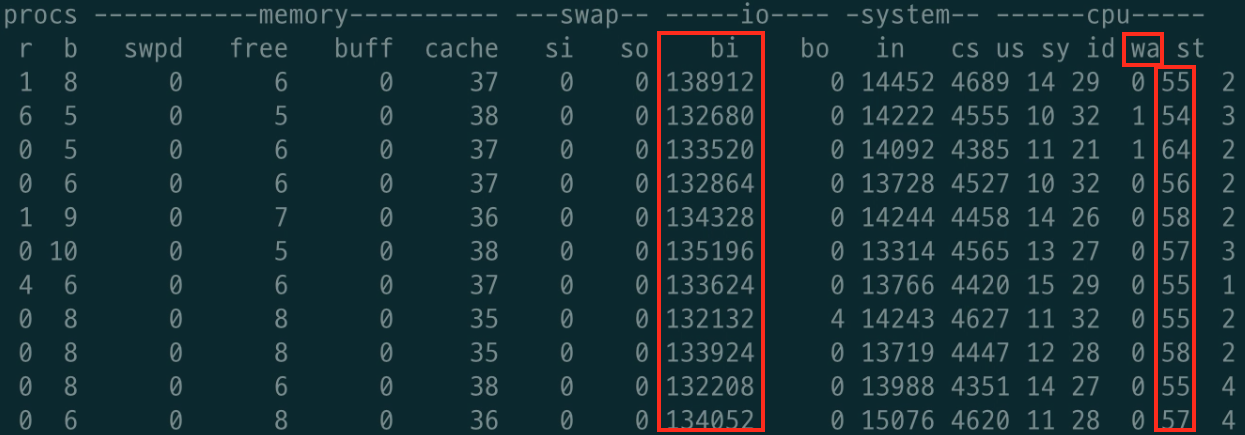 procs -----------memory---------- ---swap-- -----io---- -system-- ------cpu-----
r b swpd free buff cache si so bi bo in cs us sy id wa st
1 8 0 6 0 37 0 0 138912 0 14452 4689 14 29 0 55 2
6 5 0 5 0 38 0 0 132680 0 14222 4555 10 32 1 54 3
0 5 0 6 0 37 0 0 133520 0 14092 4385 11 21 1 64 2
0 6 0 6 0 37 0 0 132864 0 13728 4527 10 32 0 56 2
1 9 0 7 0 36 0 0 134328 0 14244 4458 14 26 0 58 2
0 10 0 5 0 38 0 0 135196 0 13314 4565 13 27 0 57 3
4 6 0 6 0 37 0 0 133624 0 13766 4420 15 29 0 55 1
0 8 0 8 0 35 0 0 132132 4 14243 4627 11 32 0 55 2
0 8 0 8 0 35 0 0 133924 0 13719 4447 12 28 0 58 2
0 8 0 6 0 38 0 0 132208 0 13988 4351 14 27 0 55 4
0 6 0 8 0 36 0 0 134052 0 15076 4620 11 28 0 57 4